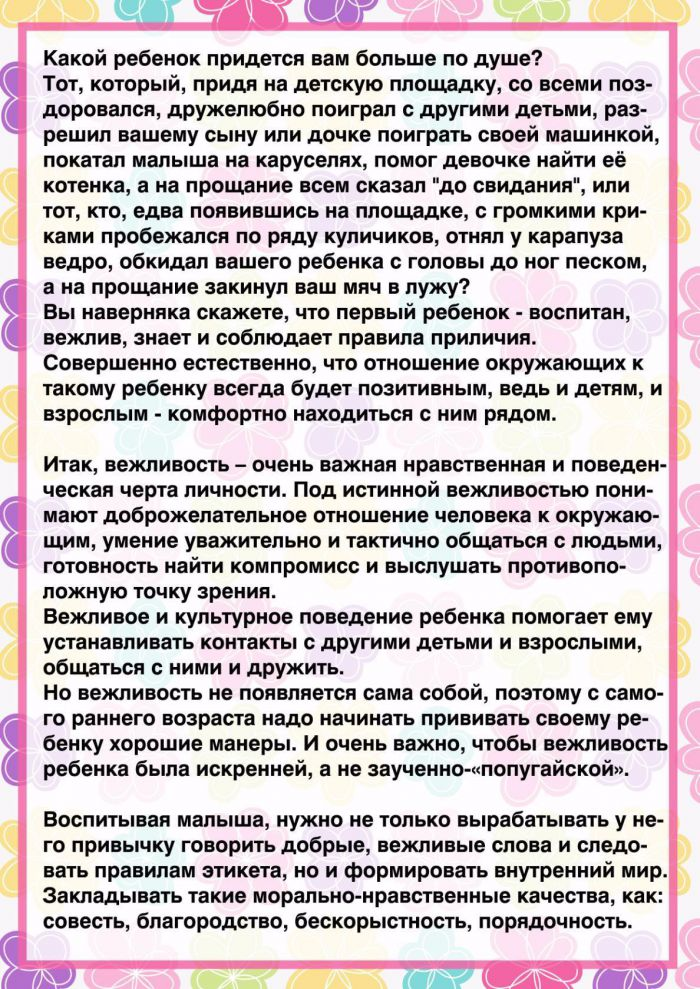 Какой ребенок придется вам больше по душе?
Тот, который, придя на детскую площадку, со всеми поз-
доровался, дружелюбно поиграл с другими детьми, раз-
решил вашему сыну или дочке поиграть своей машинкой,
покатал малыша на каруселях, помог девочке найти её
котенка, а на прощание всем сказал "до свидания", или
тот, кто, едва появившись на площадке, с громкими кри-
ками пробежался по ряду куличиков, отнял у карапуза
ведро, обкидал вашего ребенка с головы до ног песком,
а на прощание закинул ваш мяч в лужу?
Вы наверняка скажете, что первый ребенок - воспитан,
вежлив, знает и соблюдает правила приличия.
Совершенно естественно, что отношение окружающих к
такому ребенку всегда будет позитивным, ведь и детям, и
взрослым - комфортно находиться с ним рядом.
Итак, вежливость – очень важная нравственная и поведен-
ческая черта личности. Под истинной вежливостью пони-
мают доброжелательное отношение человека к окружаю-
щим, умение уважительно и тактично общаться с людьми,
готовность найти компромисс и выслушать противопо-
ложную точку зрения.
Вежливое и культурное поведение ребенка помогает ему
устанавливать контакты с другими детьми и взрослыми,
общаться с ними и дружить.
Но вежливость не появляется сама собой, поэтому с само-
го раннего возраста надо начинать прививать своему ре-
бенку хорошие манеры. И очень важно, чтобы вежливость
ребенка была искренней, а не заученно-«попугайской».
Воспитывая малыша, нужно не только вырабатывать у не-
го привычку говорить добрые, вежливые слова и следо-
вать правилам этикета, но и формировать внутренний мир.
Закладывать такие морально-нравственные качества, как:
совесть, благородство, бескорыстность, порядочность.